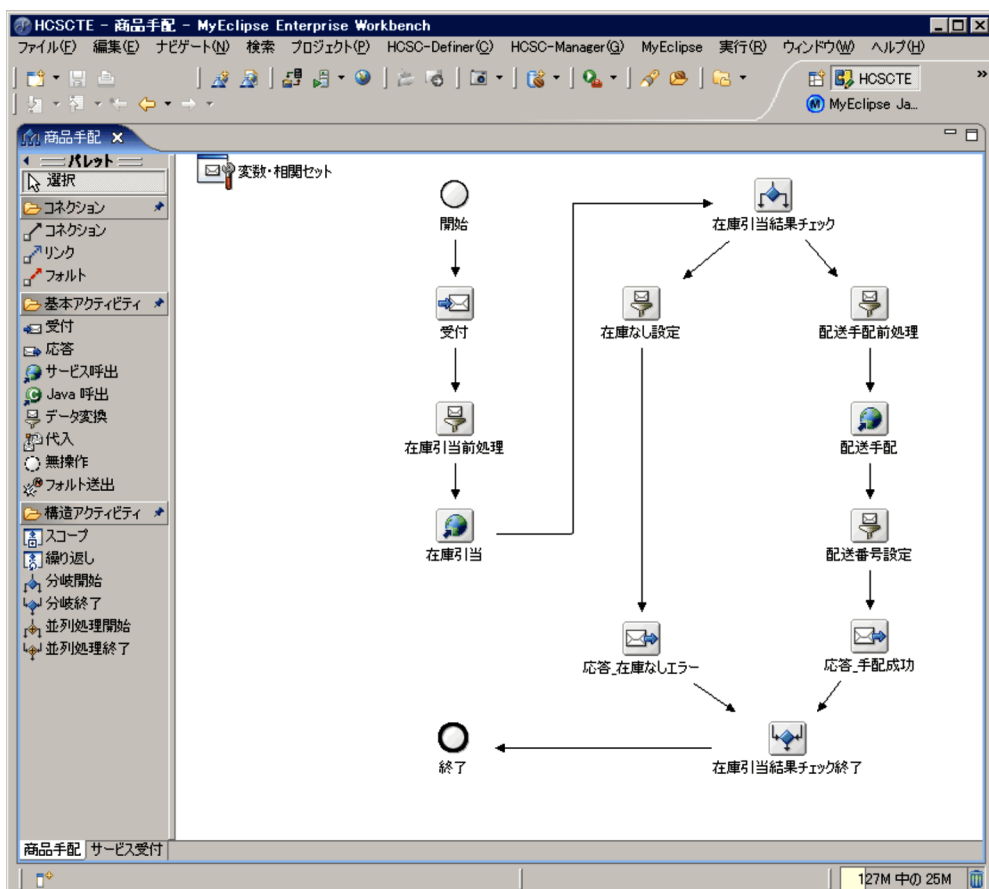 HCSCTE - 商品手配 - MyEclipse Enterprise Workbench
ファイル(F) 編集(E) ナビゲート(N) 検索 プロジェクト(P) HCSC-Definer(C) HCSC-Manager(G) MyEclipse 実行(R) ウィンドウ(W) ヘルプ(H)
HCSCTE
MyEclipse Ja...
商品手配
パレット
選択
コネクション
コネクション
リンク
フォルト
基本アクティビティ
受付
応答
サービス呼出
Java 呼出
データ変換
代入
無操作
フォルト送出
構造アクティビティ
スコープ
繰り返し
分岐開始
分岐終了
並列処理開始
並列処理終了
変数・相関セット
開始
受付
在庫引当前処理
在庫引当
在庫引当結果チェック
在庫なし設定
配送手配前処理
配送手配
配送番号設定
応答_在庫なしエラー
応答_手配成功
在庫引当結果チェック終了
終了
商品手配 サービス受付
127M 中の 25M